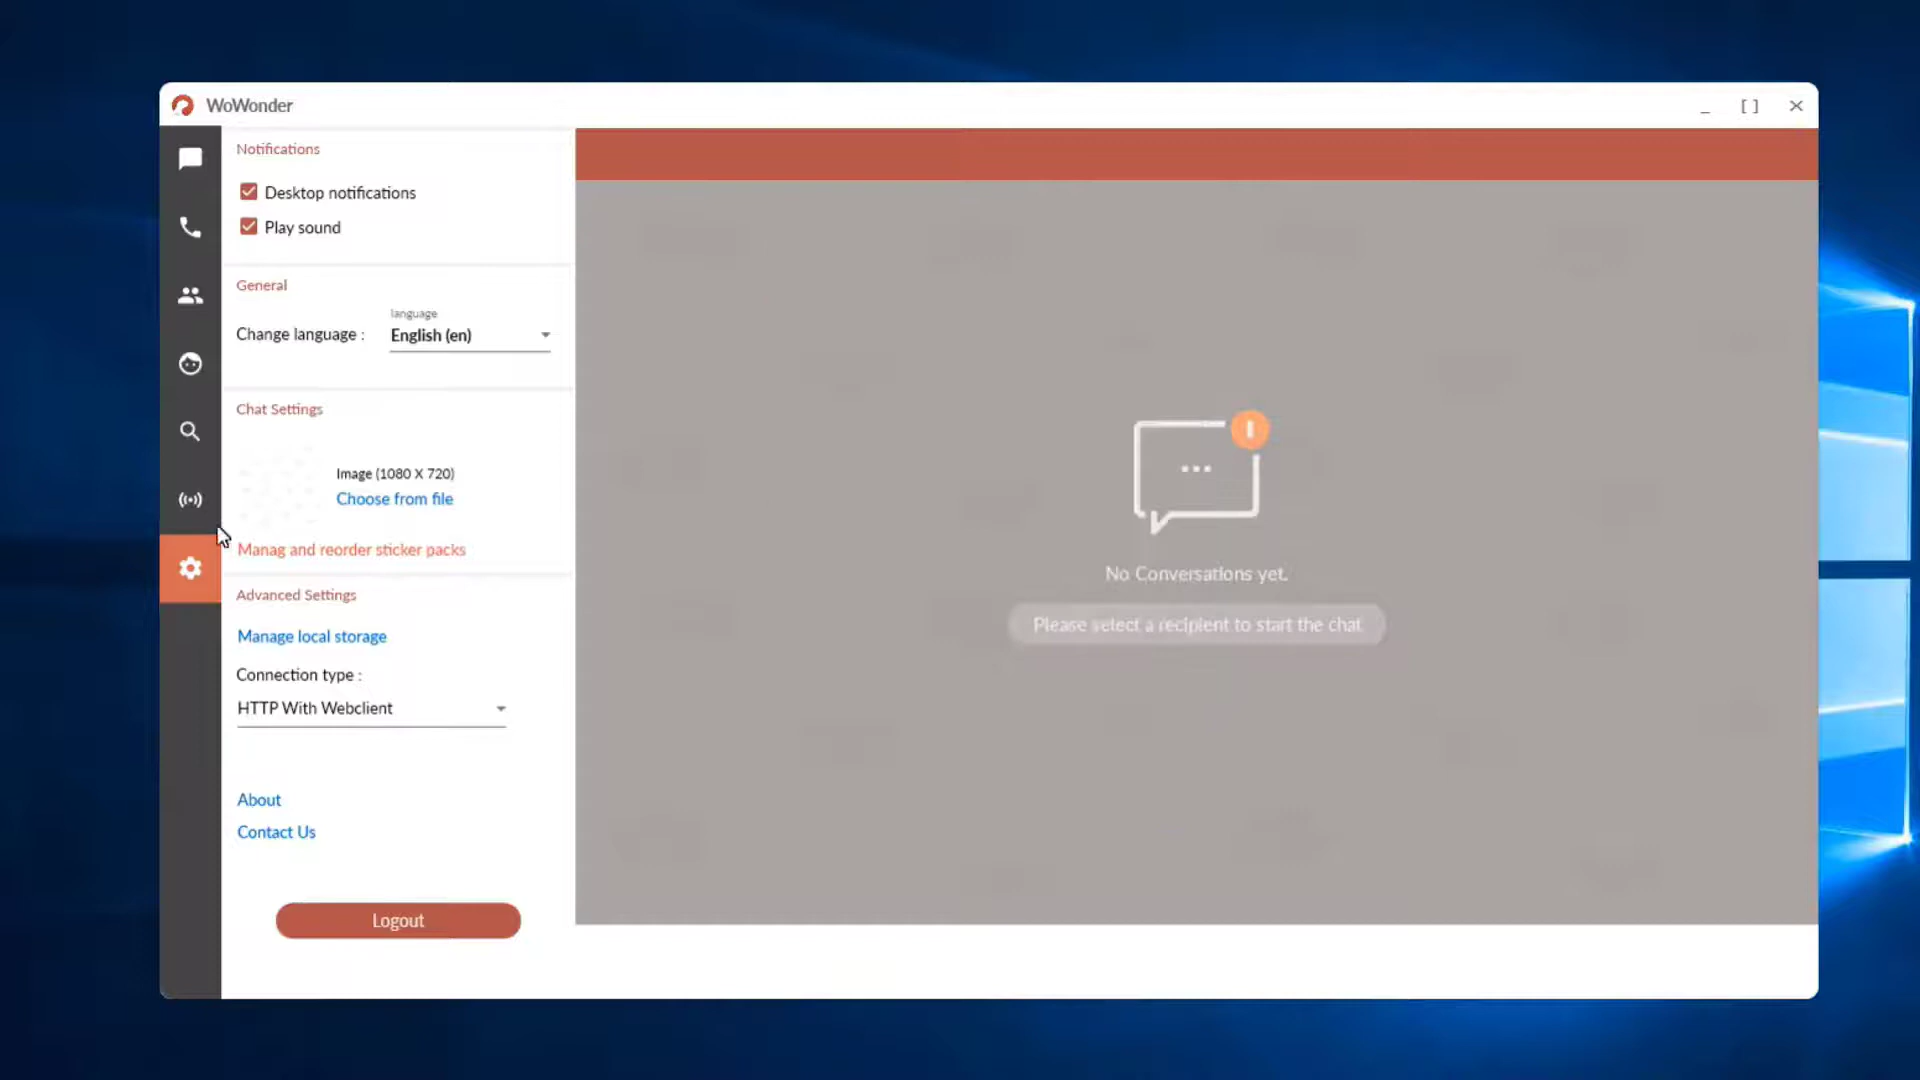 WoWonder
Notifications
Desktop notifications
Play sound
General
language
Change language :
English (en)
Chat Settings
Image (1080 X 720)
Choose from file
Manag and reorder sticker packs
Advanced Settings
Manage local storage
Connection type :
HTTP With Webclient
About
Contact Us
Logout
No Conversations yet.
Please select a recipient to start the chat